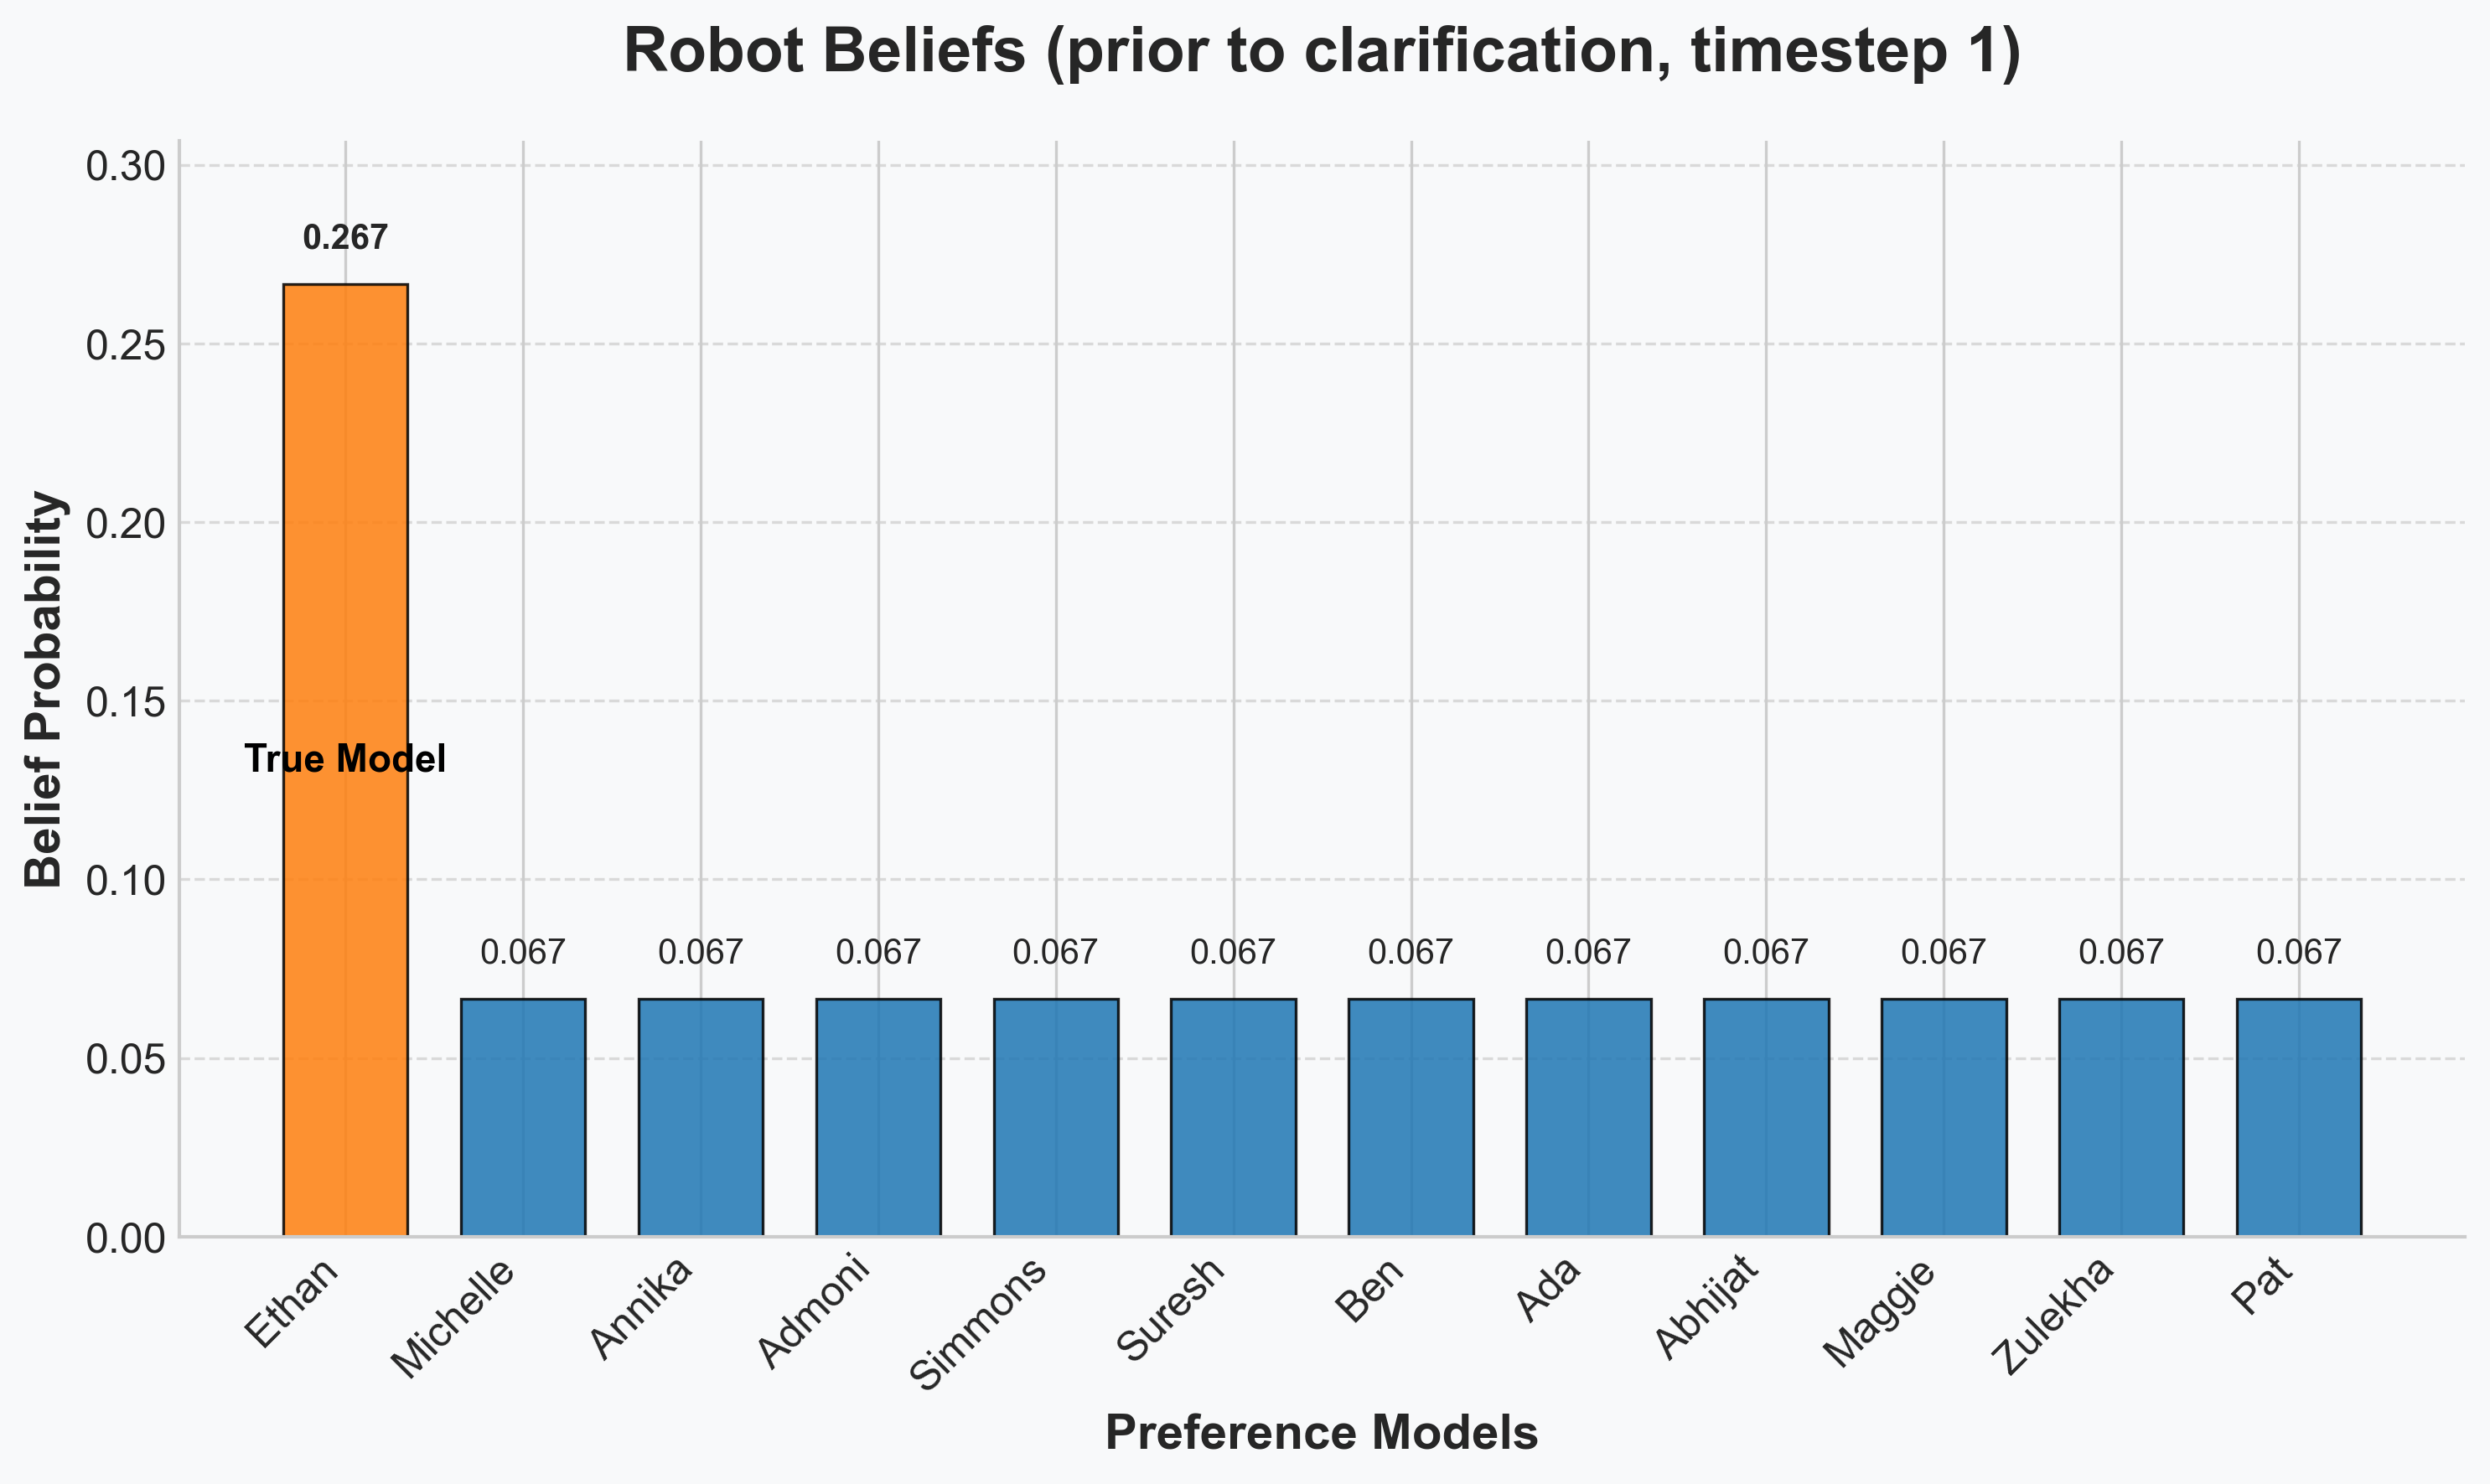 Robot Beliefs (prior to clarification, timestep 1)
Belief Probability
0.30
0.25
0.20
0.15
0.10
0.05
0.00
0.267
True Model
0.067
0.067
0.067
0.067
0.067
0.067
0.067
0.067
0.067
0.067
0.067
Ethan
Michelle
Annika
Admoni
Simmons
Suresh
Ben
Ada
Abhijat
Maggie
Zulekha
Pat
Preference Models